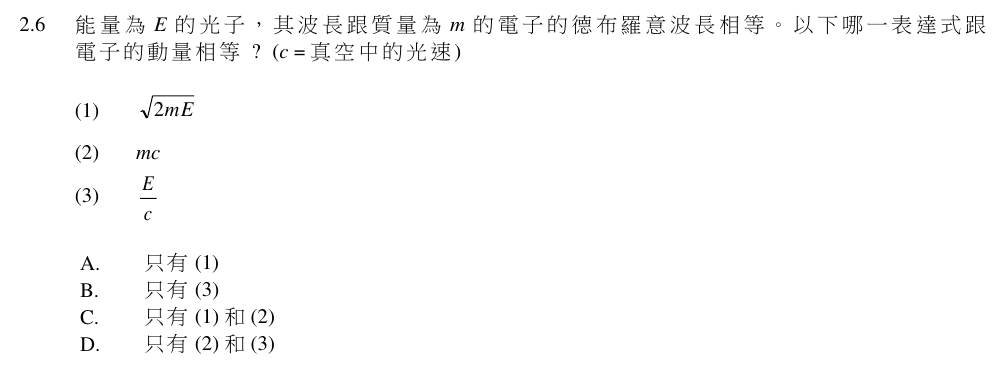 2.6 能量為 E 的光子，其波長跟質量為 m 的電子的德布羅意波長相等。以下哪一表達式跟
電子的動量相等 ? (c = 真空中的光速)
(1) √2mE
(2) mc
(3) E/c
A. 只有 (1)
B. 只有 (3)
C. 只有 (1) 和 (2)
D. 只有 (2) 和 (3)